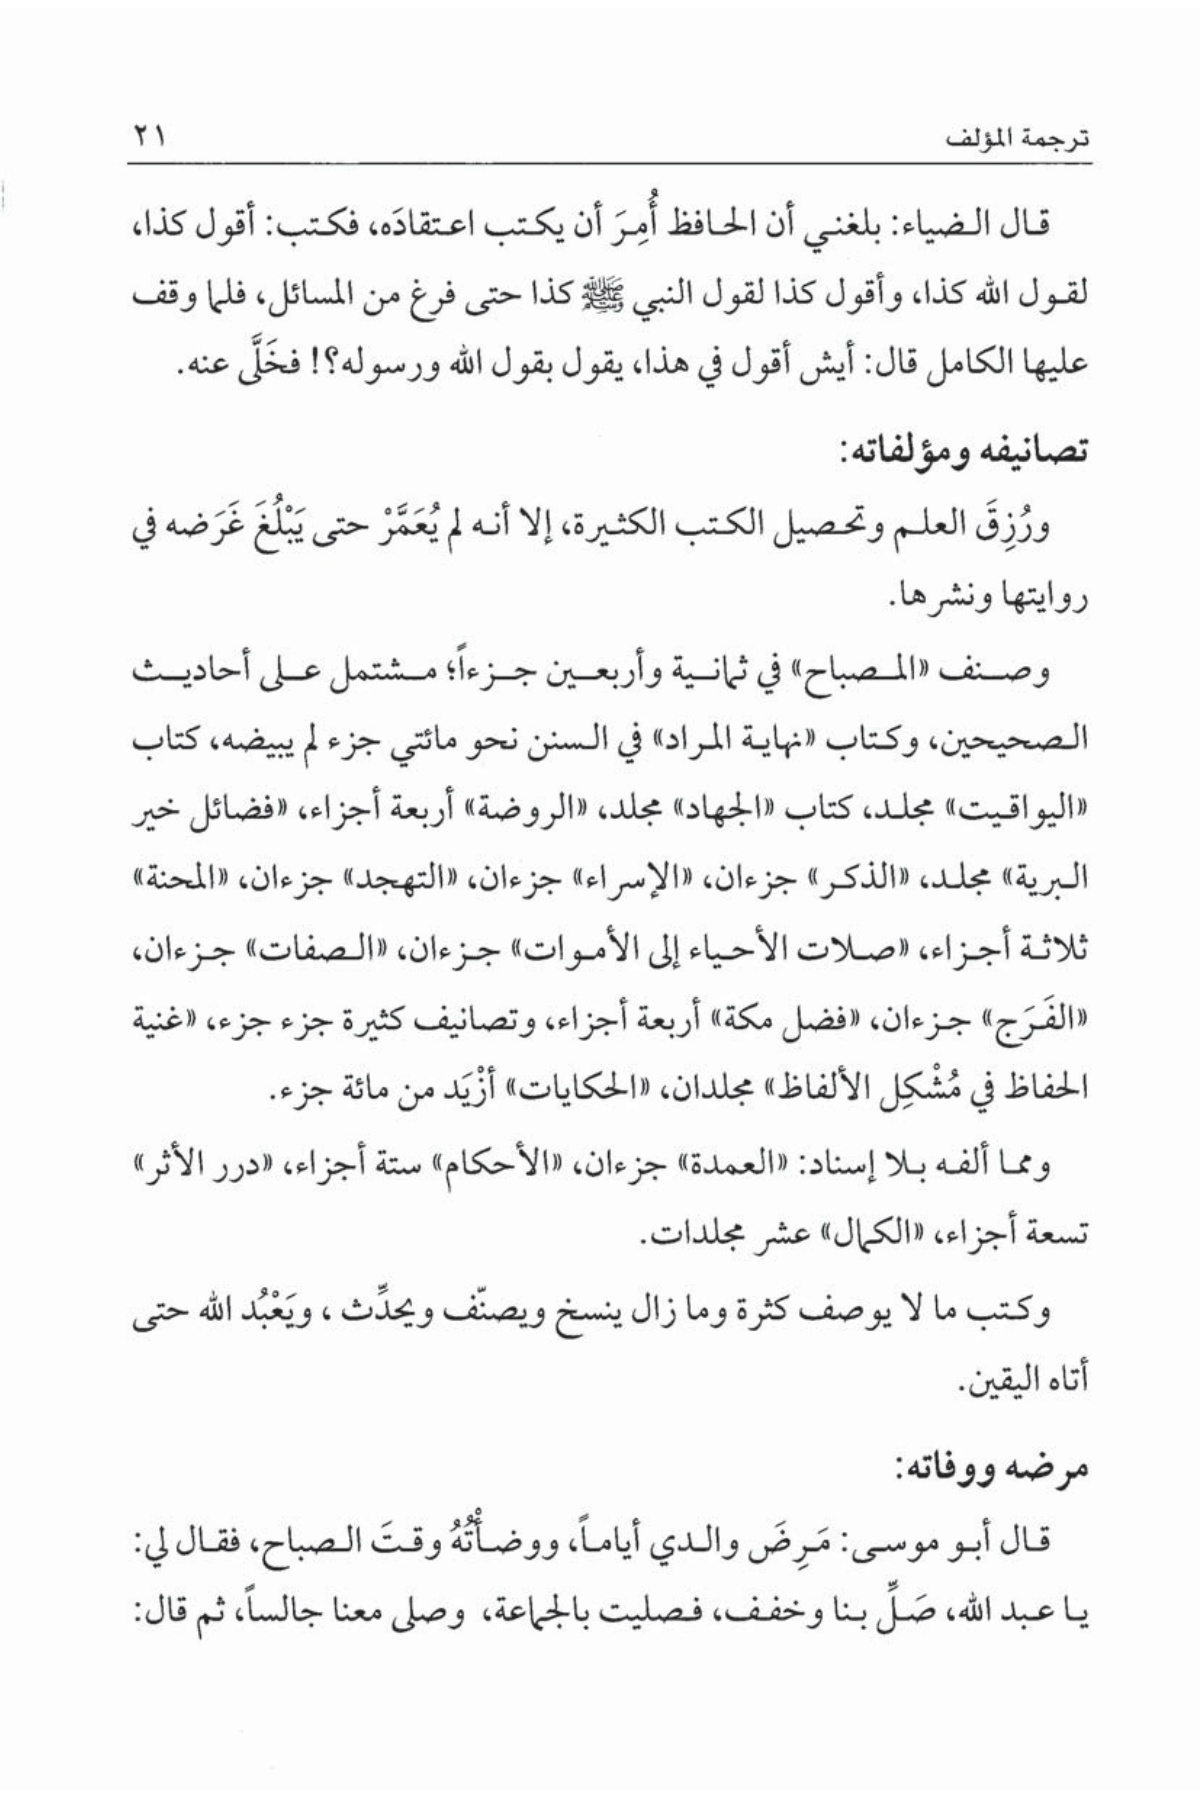 ترجمة المؤلف ٢١
قال الضياء: بلغني أن الحافظ أُمِرَ أن يكتب اعتقادَه، فكتب: أقول كذا،
لقول الله كذا، وأقول كذا لقول النبي ﷺ كذا حتى فرغ من المسائل، فلما وقف
عليها الكامل قال: أيش أقول في هذا، يقول بقول الله ورسوله؟! فخَلَّى عنه.
تصانيفه ومؤلفاته:
ورُزِقَ العلم وتحصيل الكتب الكثيرة، إلا أنه لم يُعَمَّرْ حتى يَبْلُغَ غَرَضه في
روايتها ونشرها.
وصنف «المصباح» في ثمانية وأربعين جزءاً؛ مشتمل على أحاديث
الصحيحين، وكتاب «نهاية المراد» في السنن نحو مائتي جزء لم يبيضه، كتاب
«اليواقيت» مجلد، كتاب «الجهاد» مجلد، «الروضة» أربعة أجزاء، «فضائل خير
البرية» مجلد، «الذكر» جزءان، «الإسراء» جزءان، «التهجد» جزءان، «المحنة»
ثلاثة أجزاء، «صلات الأحياء إلى الأموات» جزءان، «الصفات» جزءان،
«الفَرَج» جزءان، «فضل مكة» أربعة أجزاء، وتصانيف كثيرة جزء جزء، «غنية
الحفاظ في مُشْكِل الألفاظ» مجلدان، «الحكايات» أزْيَد من مائة جزء.
ومما ألفه بلا إسناد: «العمدة» جزءان، «الأحكام» ستة أجزاء، «درر الأثر»
تسعة أجزاء، «الكمال» عشر مجلدات.
وكتب ما لا يوصف كثرة وما زال ينسخ ويصنّف ويحدِّث ، ويَعْبُد الله حتى
أتاه اليقين.
مرضه ووفاته:
قال أبو موسى: مَرِضَ والدي أياماً، ووضأْتُهُ وقتَ الصباح، فقال لي:
يا عبد الله، صَلِّ بنا وخفف، فصليت بالجماعة، وصلى معنا جالساً، ثم قال: